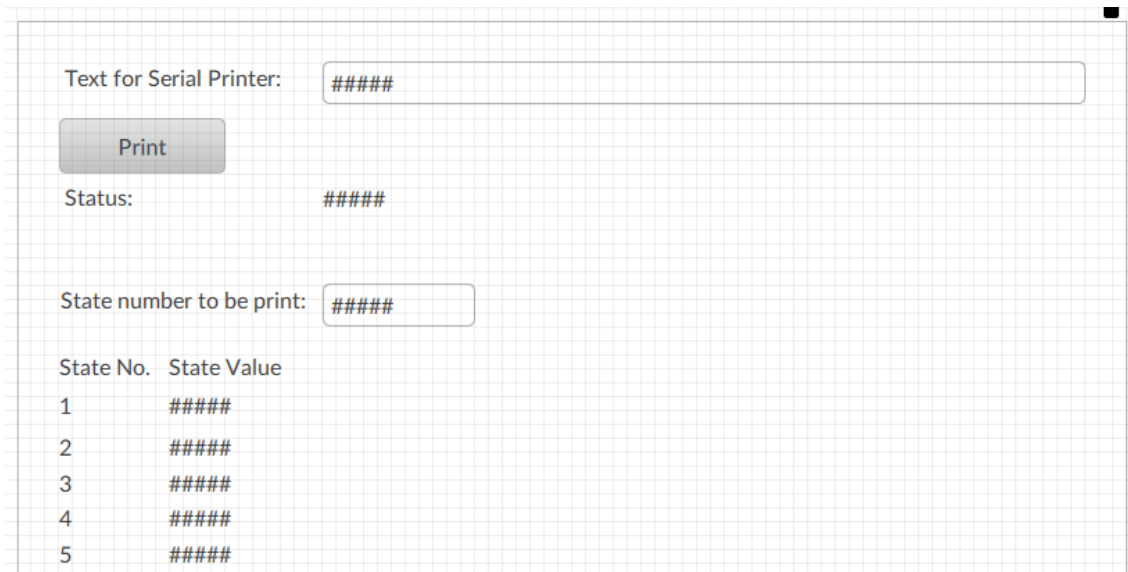 Text for Serial Printer: #####
Print
Status: #####
State number to be print: #####
State No. State Value
1 #####
2 #####
3 #####
4 #####
5 #####